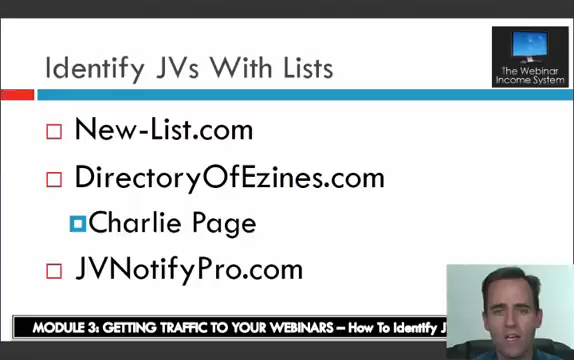 Identify JVs With Lists
The Webinar
Income System
New-List.com
DirectoryOfEzines.com
Charlie Page
JVNotifyPro.com
MODULE 3: GETTING TRAFFIC TO YOUR WEBINARS – How To Identify J